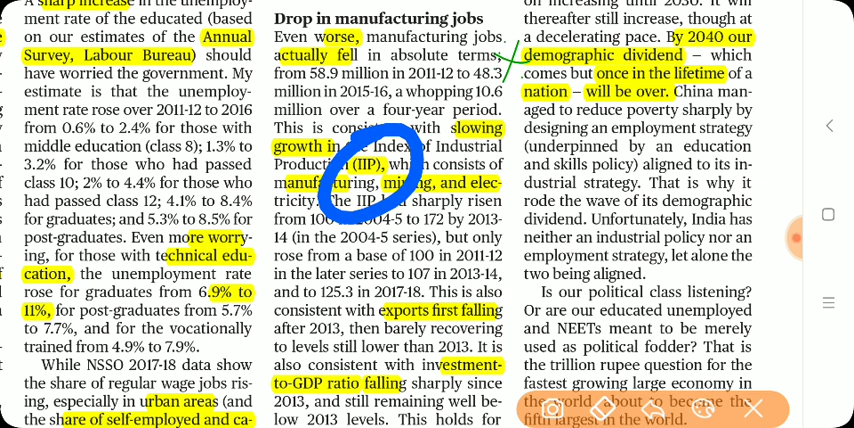 A sharp increase in the unemploy-
ment rate of the educated (based
on our estimates of the Annual
Survey, Labour Bureau) should
have worried the government. My
estimate is that the unemploy-
ment rate rose over 2011-12 to 2016
from 0.6% to 2.4% for those with
middle education (class 8); 1.3% to
3.2% for those who had passed
class 10; 2% to 4.4% for those who
had passed class 12; 4.1% to 8.4%
for graduates; and 5.3% to 8.5% for
post-graduates. Even more worry-
ing, for those with technical edu-
cation, the unemployment rate
rose for graduates from 6.9% to
11%, for post-graduates from 5.7%
to 7.7%, and for the vocationally
trained from 4.9% to 7.9%.
While NSSO 2017-18 data show
the share of regular wage jobs ris-
ing, especially in urban areas (and
the share of self-employed and ca-
Drop in manufacturing jobs
Even worse, manufacturing jobs
actually fell in absolute terms,
from 58.9 million in 2011-12 to 48.3
million in 2015-16, a whopping 10.6
million over a four-year period.
This is consistent with slowing
growth in the Index of Industrial
Production (IIP), which consists of
manufacturing, mining, and elec-
tricity. The IIP had sharply risen
from 100 in 2004-5 to 172 by 2013-
14 (in the 2004-5 series), but only
rose from a base of 100 in 2011-12
in the later series to 107 in 2013-14,
and to 125.3 in 2017-18. This is also
consistent with exports first falling
after 2013, then barely recovering
to levels still lower than 2013. It is
also consistent with investment-
to-GDP ratio falling sharply since
2013, and still remaining well be-
low 2013 levels. This holds for
on increasing until 2030. It will
thereafter still increase, though at
a decelerating pace. By 2040 our
demographic dividend – which
comes but once in the lifetime of a
nation – will be over. China man-
aged to reduce poverty sharply by
designing an employment strategy
(underpinned by an education
and skills policy) aligned to its in-
dustrial strategy. That is why it
rode the wave of its demographic
dividend. Unfortunately, India has
neither an industrial policy nor an
employment strategy, let alone the
two being aligned.
Is our political class listening?
Or are our educated unemployed
and NEETs meant to be merely
used as political fodder? That is
the trillion rupee question for the
fastest growing large economy in
the world, about to become the
fifth largest in the world.